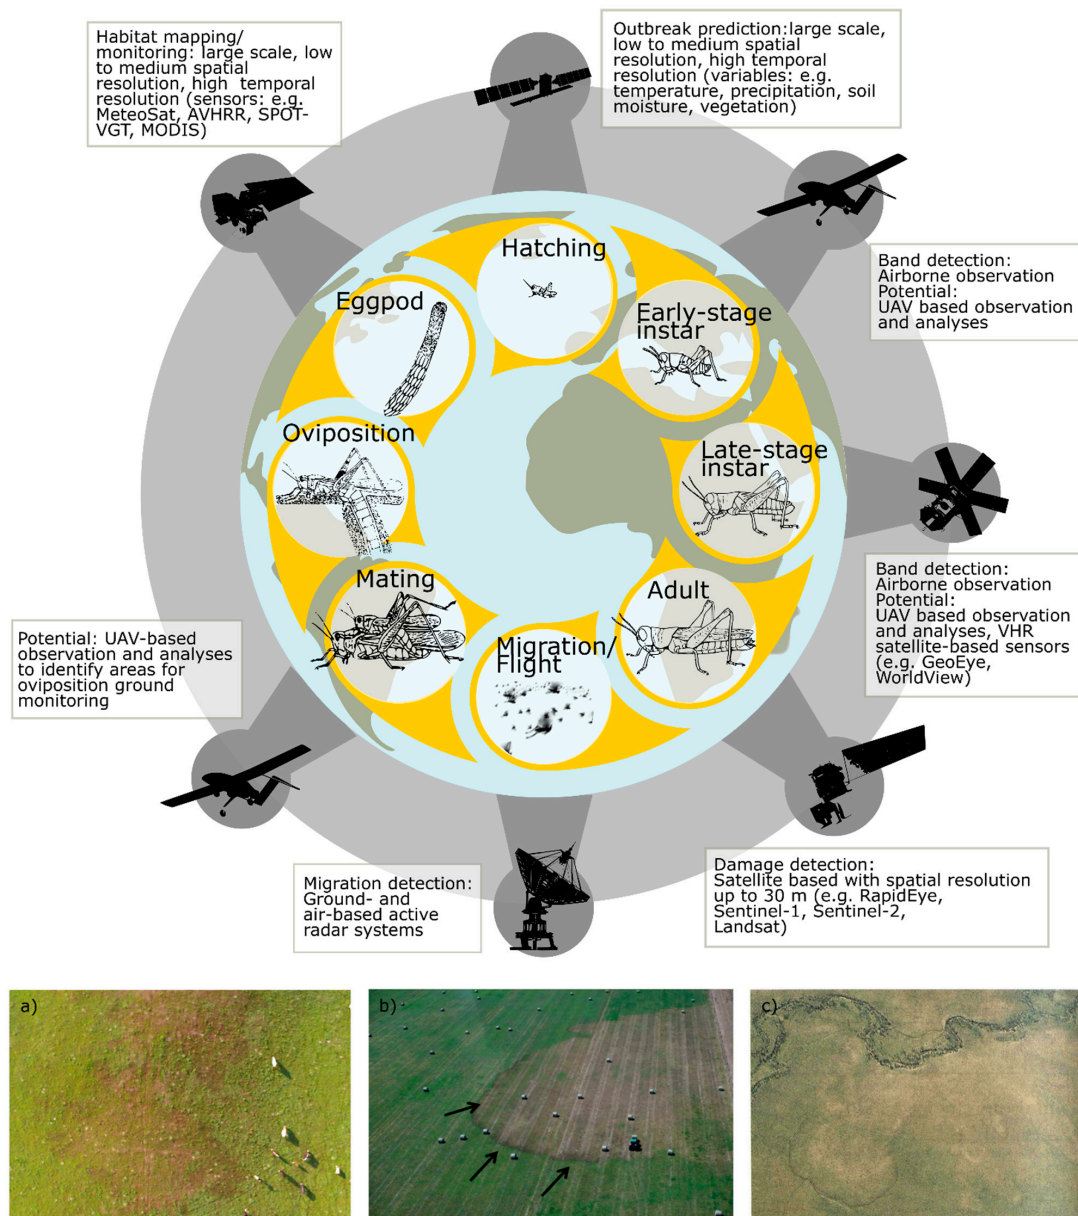 Habitat mapping/
monitoring: large scale, low
to medium spatial
resolution, high temporal
resolution (sensors: e.g.
MeteoSat, AVHRR, SPOT-
VGT, MODIS)
Outbreak prediction:large scale,
low to medium spatial
resolution, high temporal
resolution (variables: e.g.
temperature, precipitation, soil
moisture, vegetation)
Band detection:
Airborne observation
Potential:
UAV based observation
and analyses
Hatching
Eggpod
Early-stage
instar
Oviposition
Late-stage
instar
Mating
Adult
Migration/
Flight
Band detection:
Airborne observation
Potential:
UAV based observation
and analyses, VHR
satellite-based sensors
(e.g. GeoEye,
WorldView)
Potential: UAV-based
observation and analyses
to identify areas for
oviposition ground
monitoring
Migration detection:
Ground- and
air-based active
radar systems
Damage detection:
Satellite based with spatial resolution
up to 30 m (e.g. RapidEye,
Sentinel-1, Sentinel-2,
Landsat)
a)
b)
c)